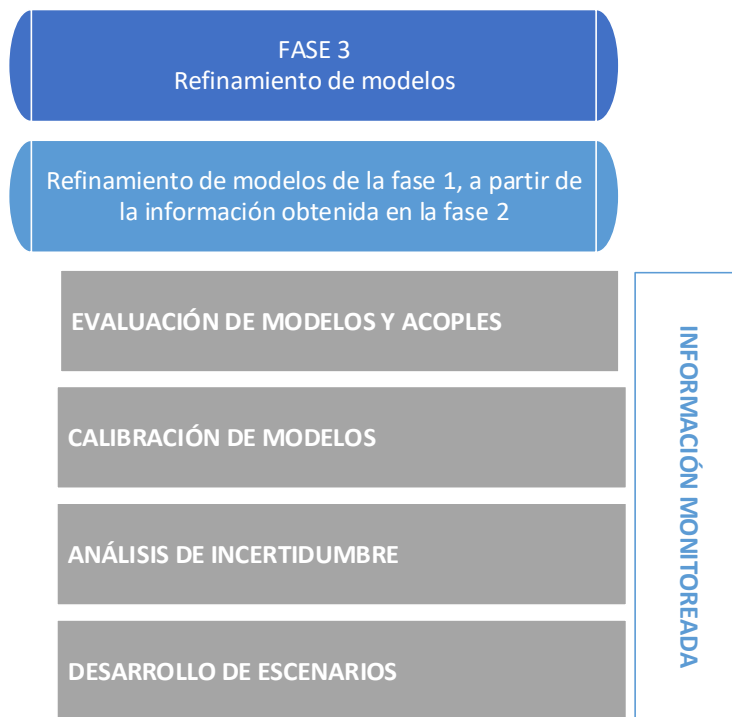 FASE 3
Refinamiento de modelos
Refinamiento de modelos de la fase 1, a partir de
la información obtenida en la fase 2
EVALUACIÓN DE MODELOS Y ACOPLES
CALIBRACIÓN DE MODELOS
ANÁLISIS DE INCERTIDUMBRE
DESARROLLO DE ESCENARIOS
INFORMACIÓN MONITOREADA